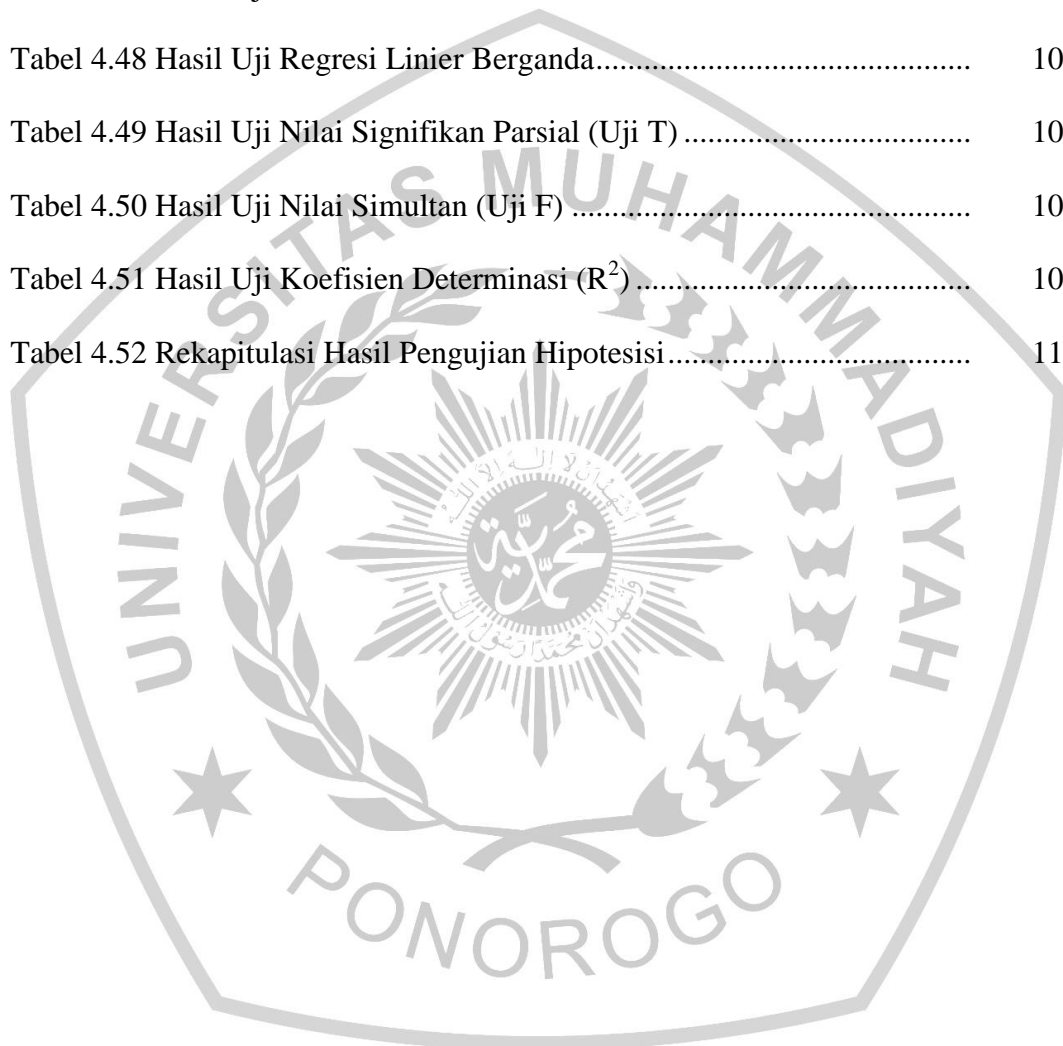 Tabel 4.48 Hasil Uji Regresi Linier Berganda............................................. 10
Tabel 4.49 Hasil Uji Nilai Signifikan Parsial (Uji T) .................................. 10
Tabel 4.50 Hasil Uji Nilai Simultan (Uji F) ................................................ 10
Tabel 4.51 Hasil Uji Koefisien Determinasi (R²) ........................................ 10
Tabel 4.52 Rekapitulasi Hasil Pengujian Hipotesisi.................................... 11
UNIVERSITAS MUHAMMADIYAH
PONOROGO